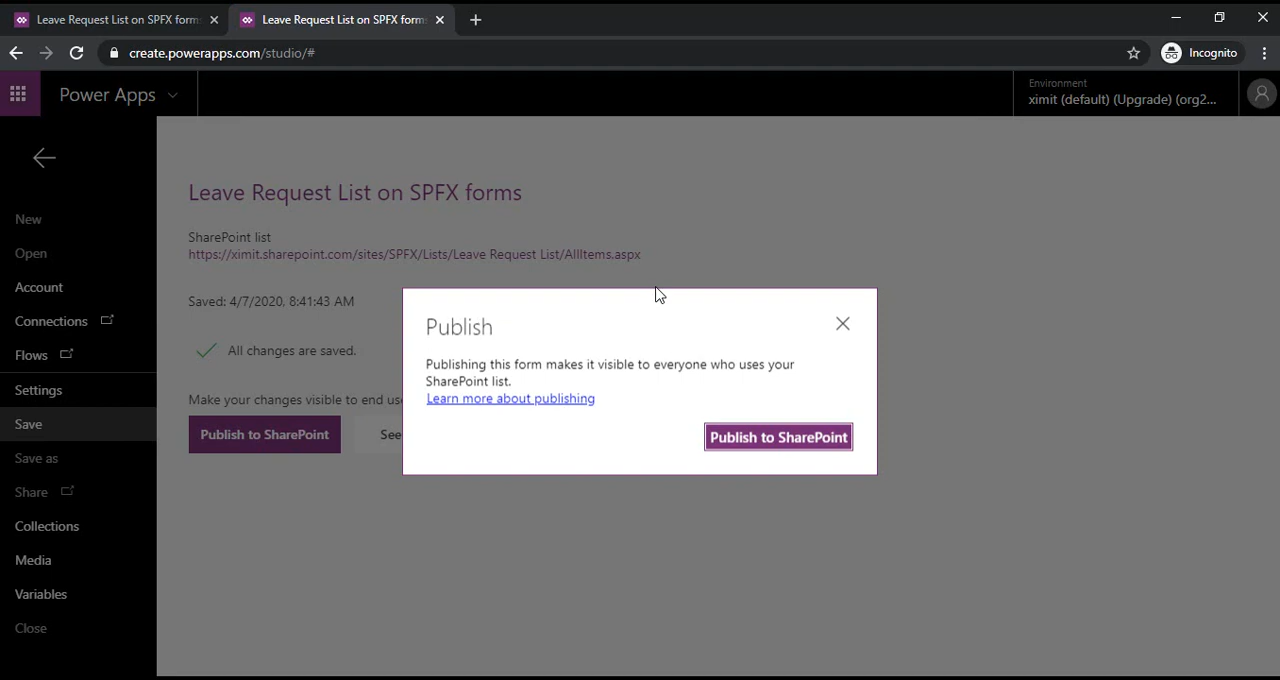 Leave Request List on SPFX form
Leave Request List on SPFX form
create.powerapps.com/studio/#
Incognito
Power Apps
Environment
ximit (default) (Upgrade) (org2...
New
Open
Account
Connections
Flows
Settings
Save
Save as
Share
Collections
Media
Variables
Close
Leave Request List on SPFX forms
SharePoint list
https://ximit.sharepoint.com/sites/SPFX/Lists/Leave Request List/AllItems.aspx
Saved: 4/7/2020, 8:41:43 AM
All changes are saved.
Make your changes visible to end use
Publish to SharePoint
See
Publish
Publishing this form makes it visible to everyone who uses your
SharePoint list.
Learn more about publishing
Publish to SharePoint